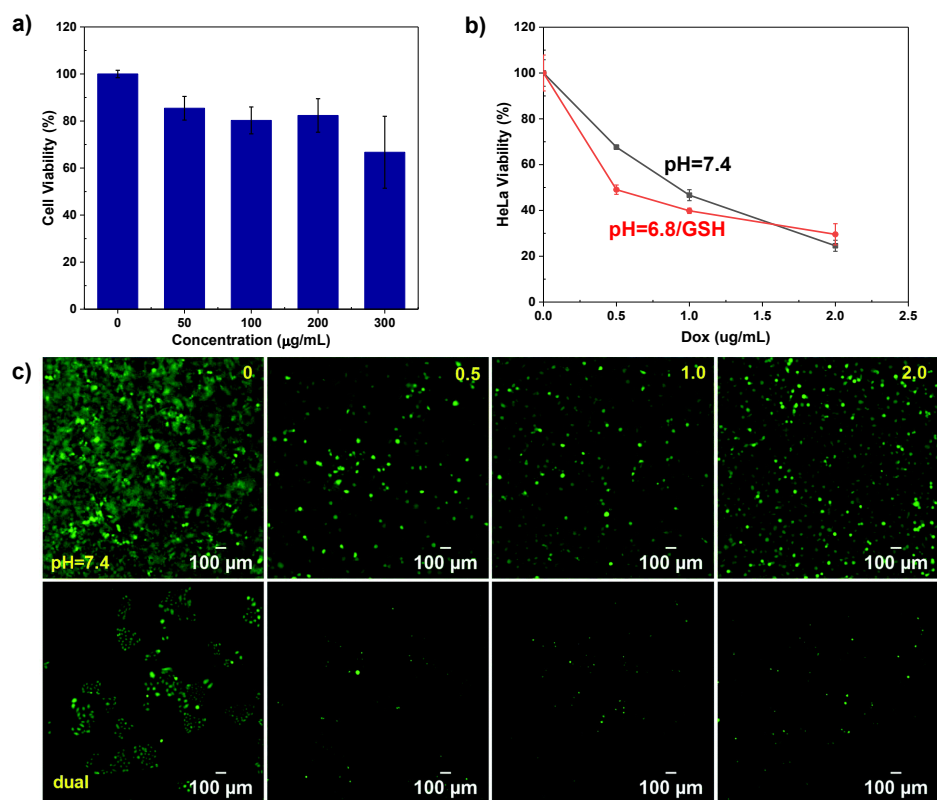 a)
120
100
80
60
40
20
0
Cell Viability (%)
0
50
100
200
300
Concentration (μg/mL)
b)
120
100
80
60
40
20
0
HeLa Viability (%)
pH=7.4
pH=6.8/GSH
0.0
0.5
1.0
1.5
2.0
2.5
Dox (ug/mL)
c)
0
0.5
1.0
2.0
pH=7.4
100 μm
100 μm
100 μm
100 μm
dual
100 μm
100 μm
100 μm
100 μm